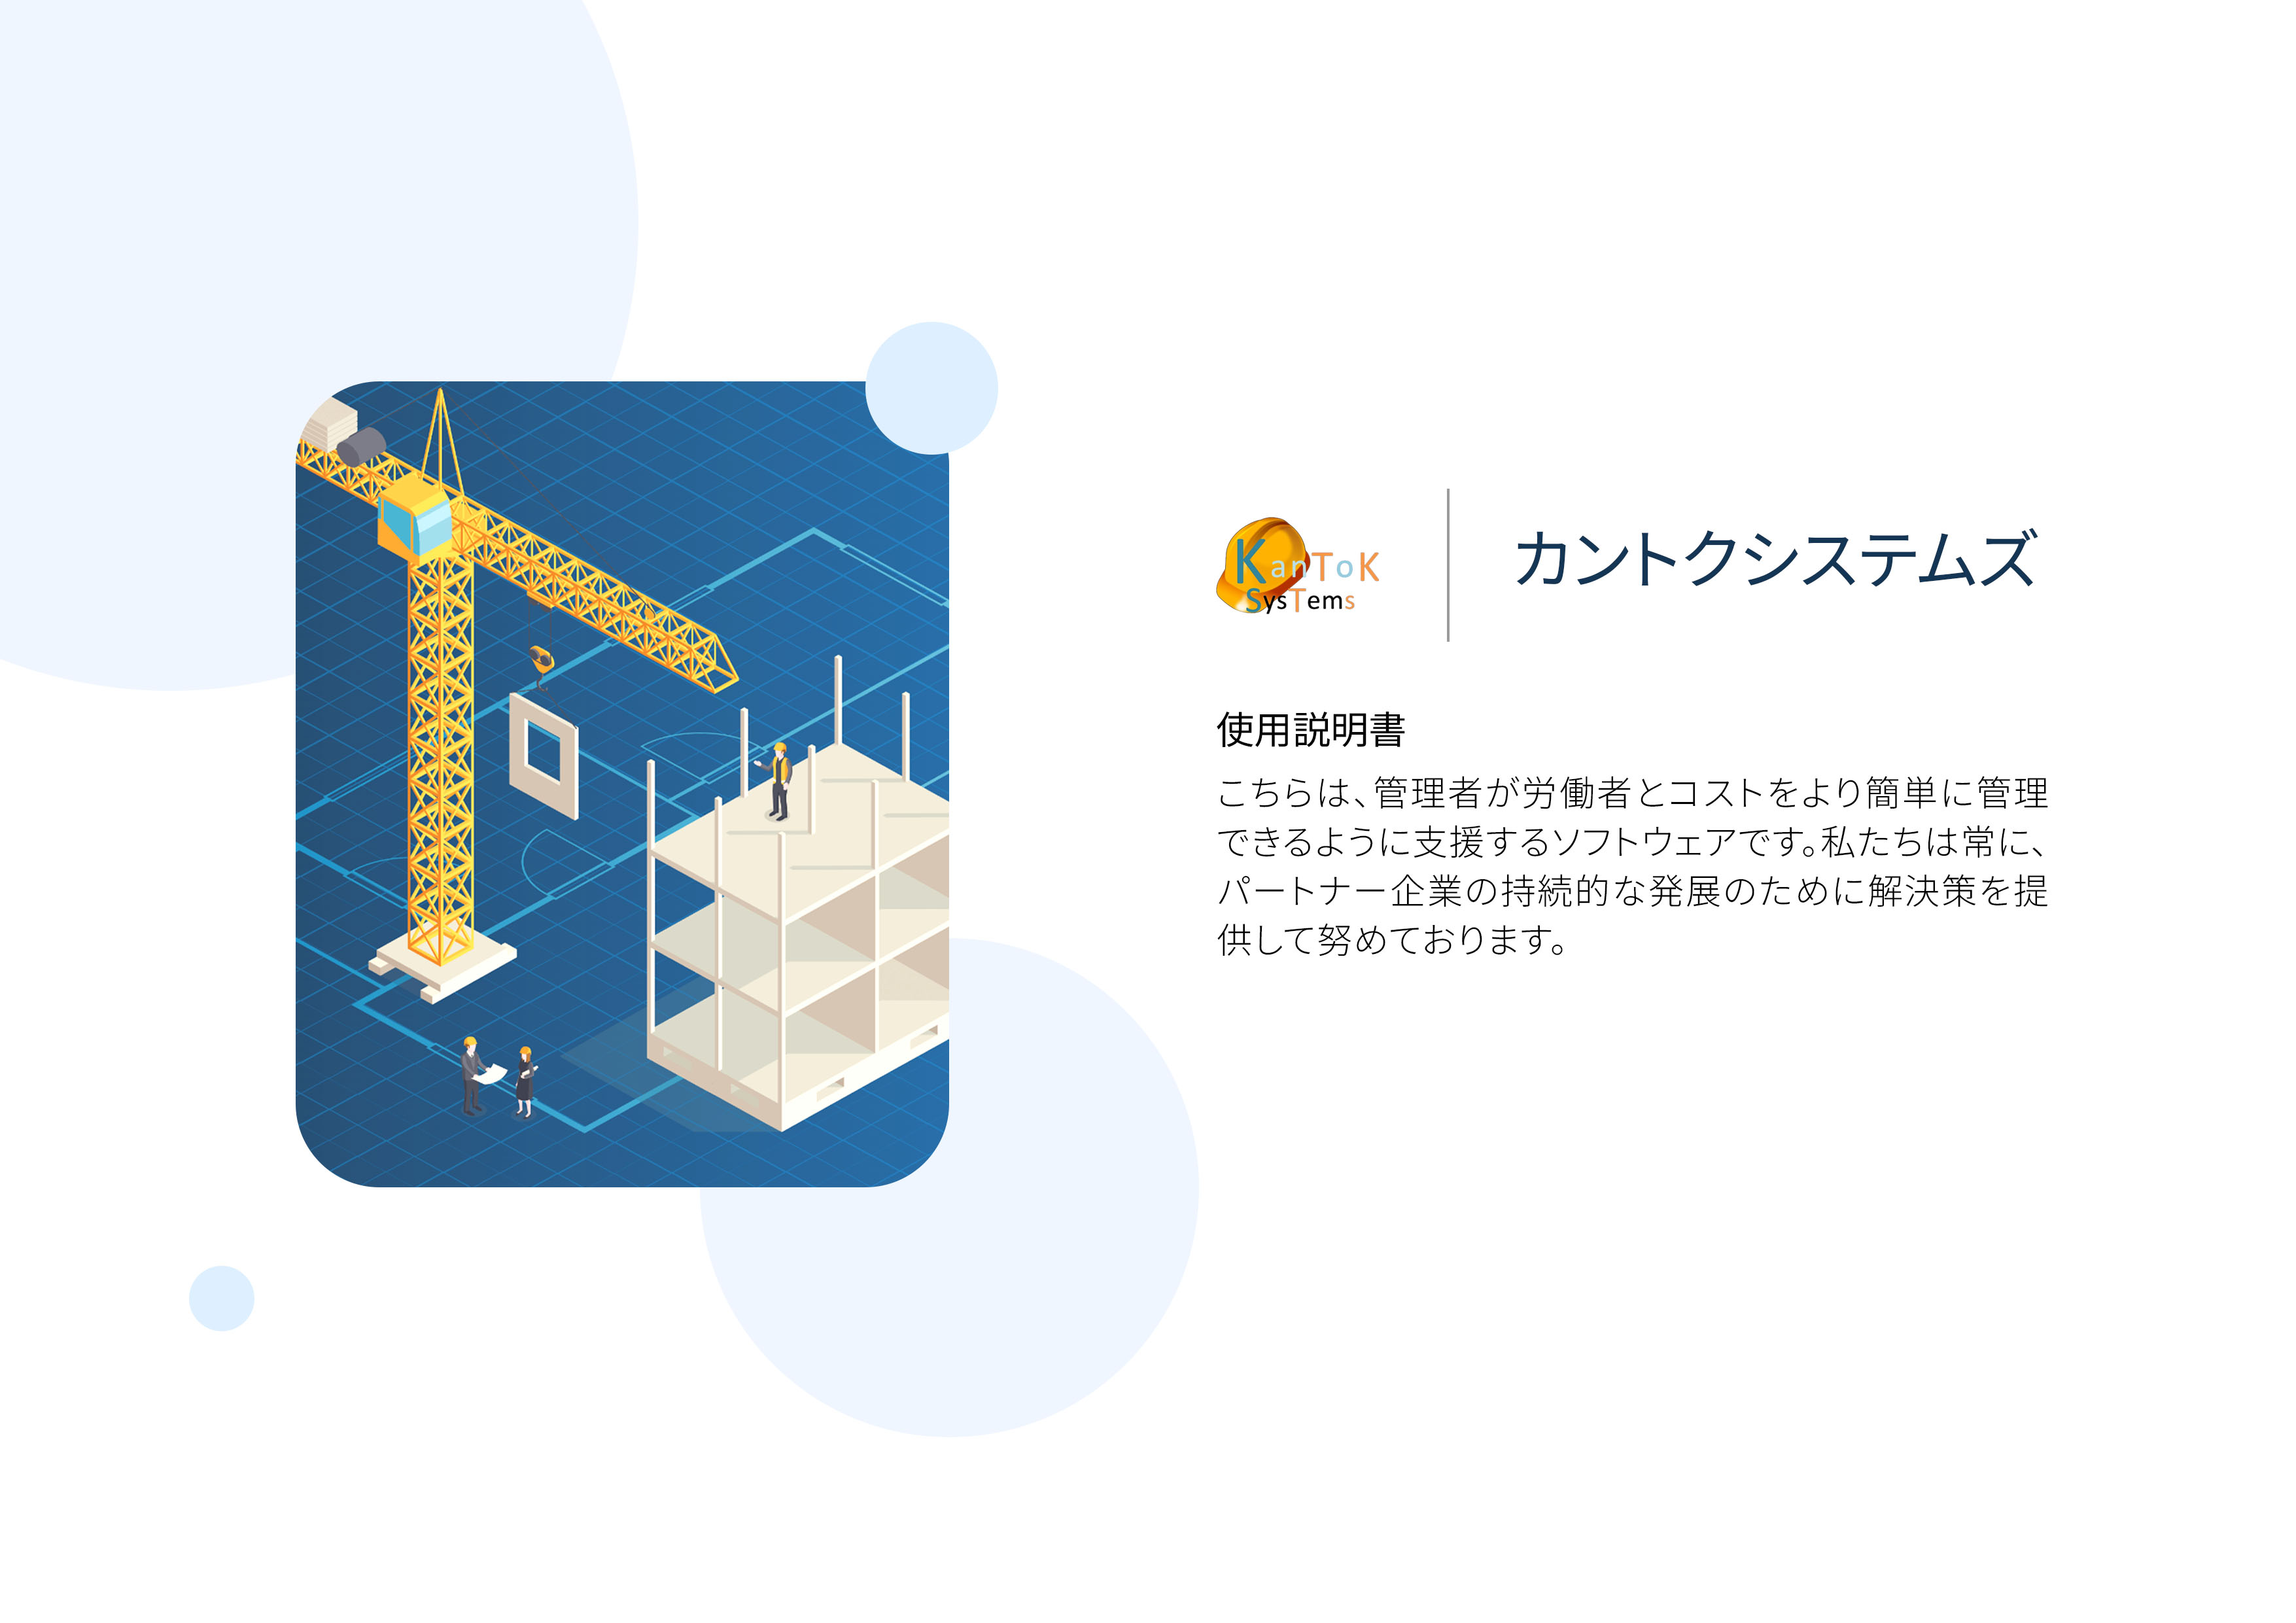 KanToK
SysTems
カントクシステムズ
使用説明書
こちらは、管理者が労働者とコストをより簡単に管理
できるように支援するソフトウェアです。私たちは常に、
パートナー企業の持続的な発展のために解決策を提
供して努めております。